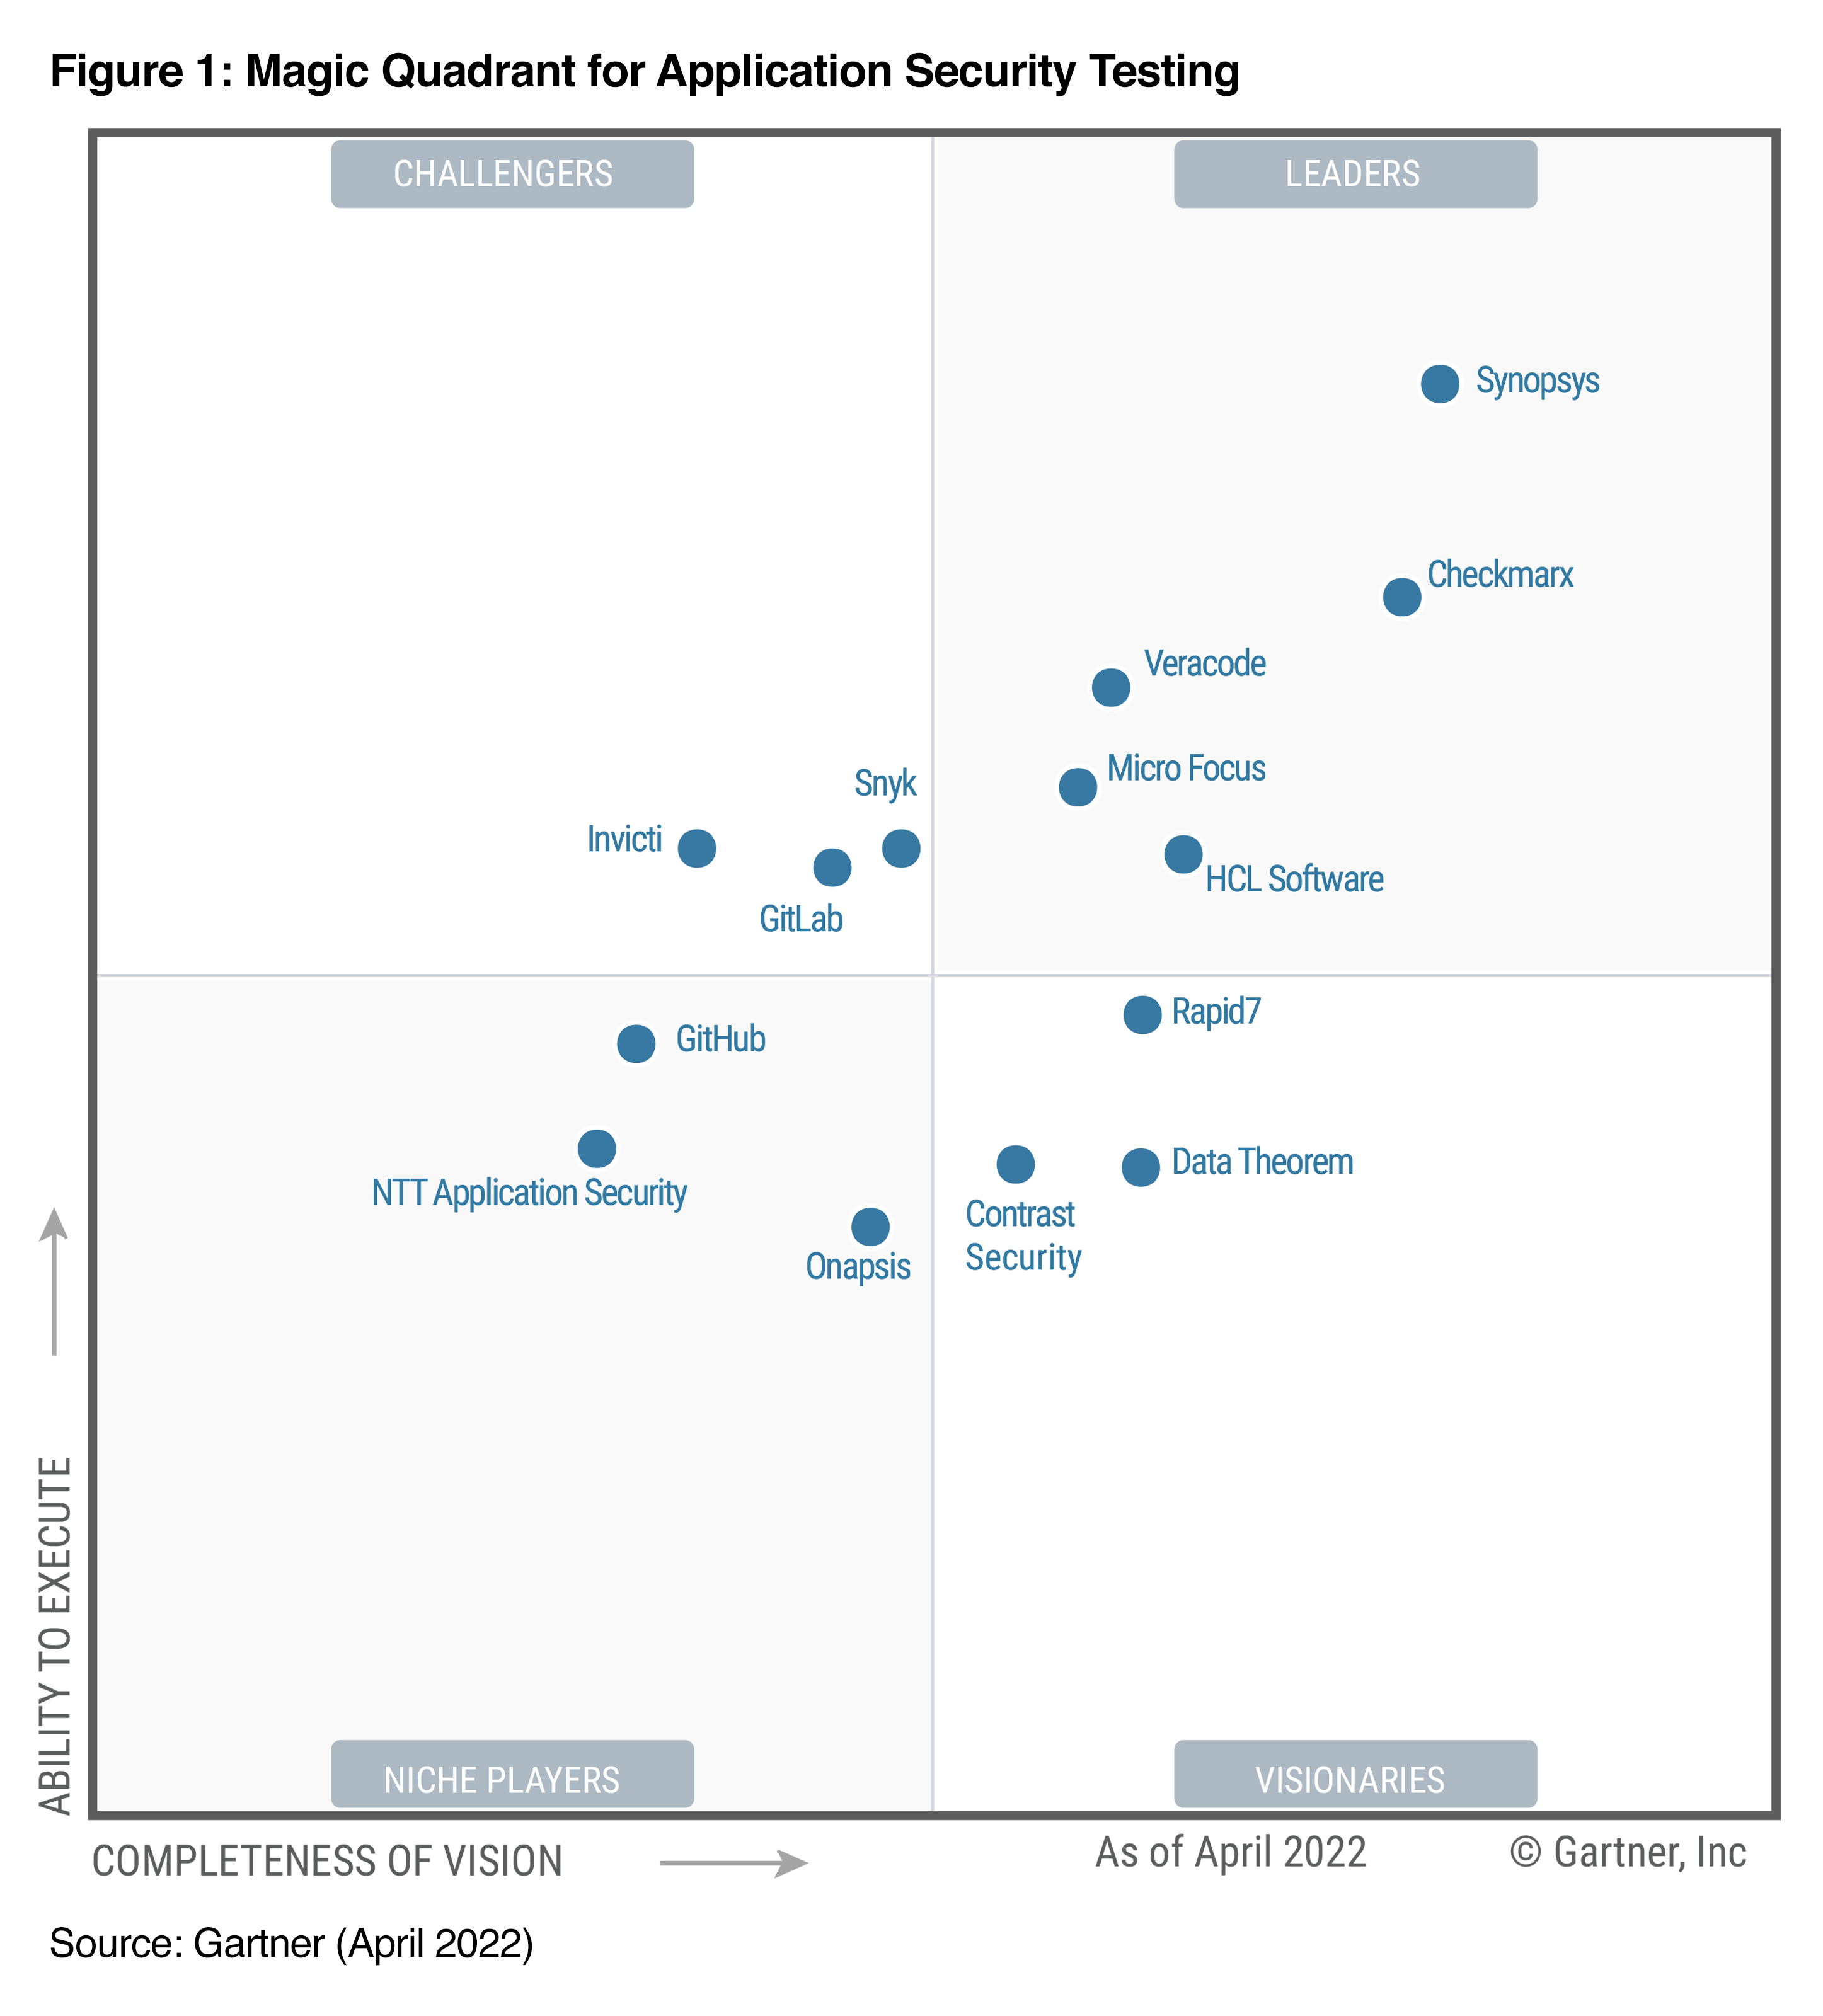 Figure 1: Magic Quadrant for Application Security Testing
CHALLENGERS
LEADERS
Synopsys
Checkmarx
Veracode
Micro Focus
Snyk
Invicti
HCL Software
GitLab
Rapid7
GitHub
Data Theorem
NTT Application Security
Contrast
Security
Onapsis
ABILITY TO EXECUTE
NICHE PLAYERS
VISIONARIES
COMPLETENESS OF VISION
As of April 2022
© Gartner, Inc
Source: Gartner (April 2022)